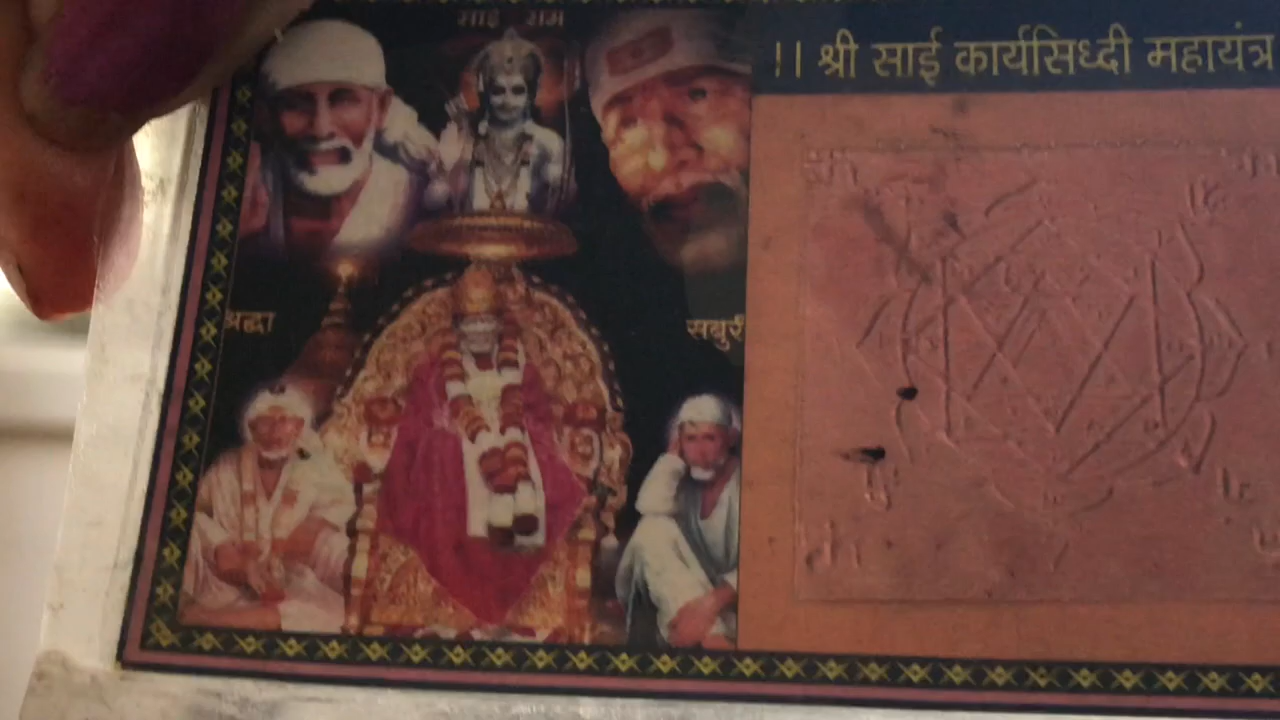 साई राम
|| श्री साई कार्यसिध्दी महायंत्र
श्रद्धा
सबुरी